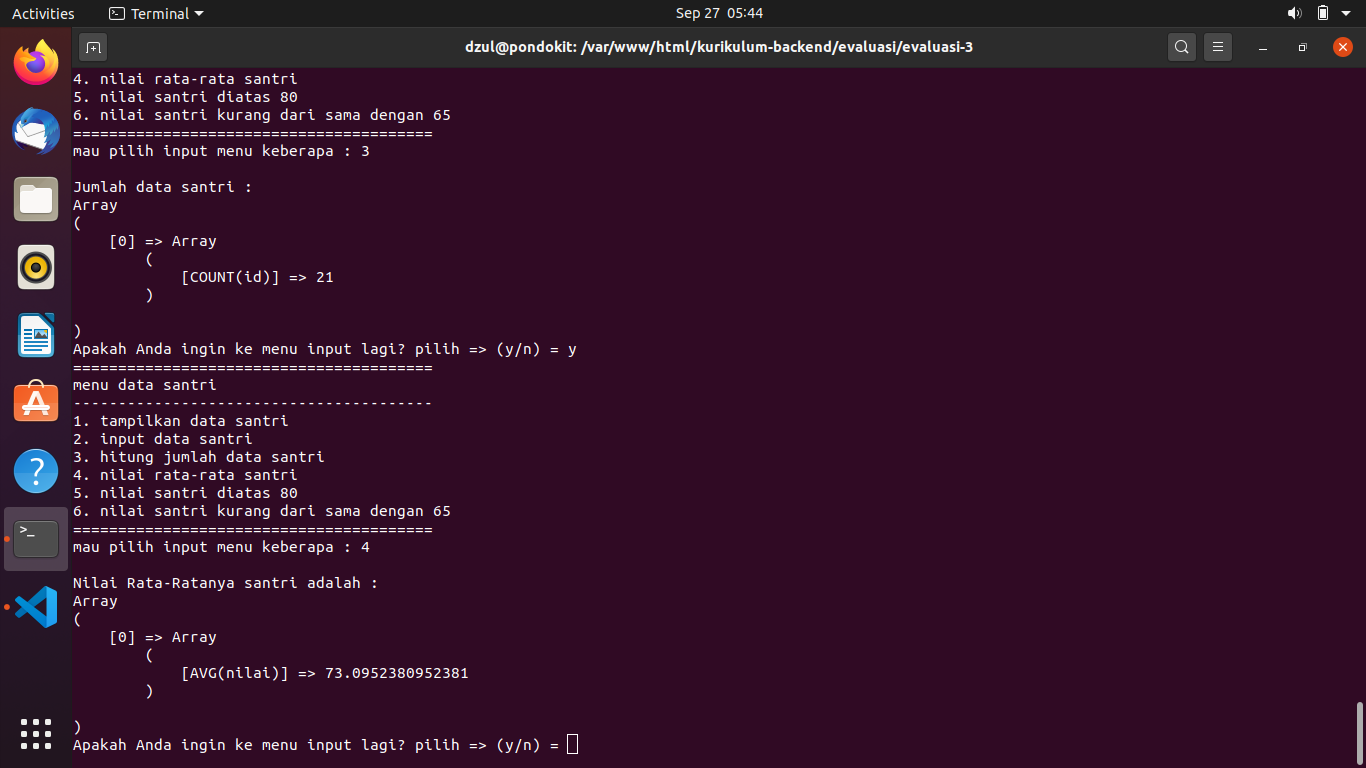 Activities
Terminal
Sep 27 05:44
dzul@pondokit: /var/www/html/kurikulum-backend/evaluasi/evaluasi-3
4. nilai rata-rata santri
5. nilai santri diatas 80
6. nilai santri kurang dari sama dengan 65
========================================
mau pilih input menu keberapa : 3
Jumlah data santri :
Array
(
    [0] => Array
        (
            [COUNT(id)] => 21
        )
)
Apakah Anda ingin ke menu input lagi? pilih => (y/n) = y
========================================
menu data santri
----------------------------------------
1. tampilkan data santri
2. input data santri
3. hitung jumlah data santri
4. nilai rata-rata santri
5. nilai santri diatas 80
6. nilai santri kurang dari sama dengan 65
========================================
mau pilih input menu keberapa : 4
Nilai Rata-Ratanya santri adalah :
Array
(
    [0] => Array
        (
            [AVG(nilai)] => 73.0952380952381
        )
)
Apakah Anda ingin ke menu input lagi? pilih => (y/n) =